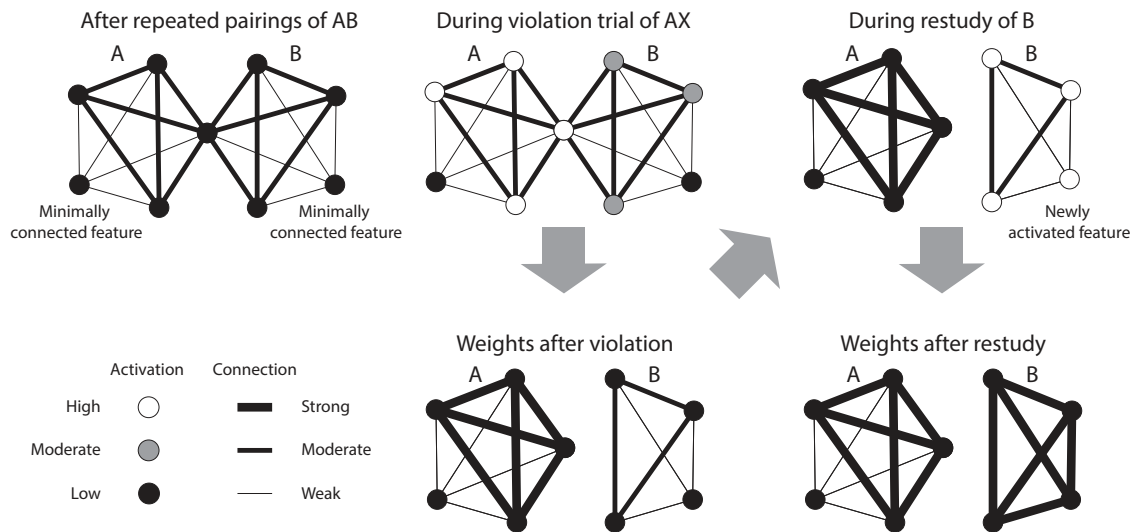 After repeated pairings of AB
A
B
Minimally
connected feature
Minimally
connected feature
During violation trial of AX
A
B
During restudy of B
A
B
Newly
activated feature
Activation
Connection
High
Strong
Moderate
Moderate
Low
Weak
Weights after violation
A
B
Weights after restudy
A
B